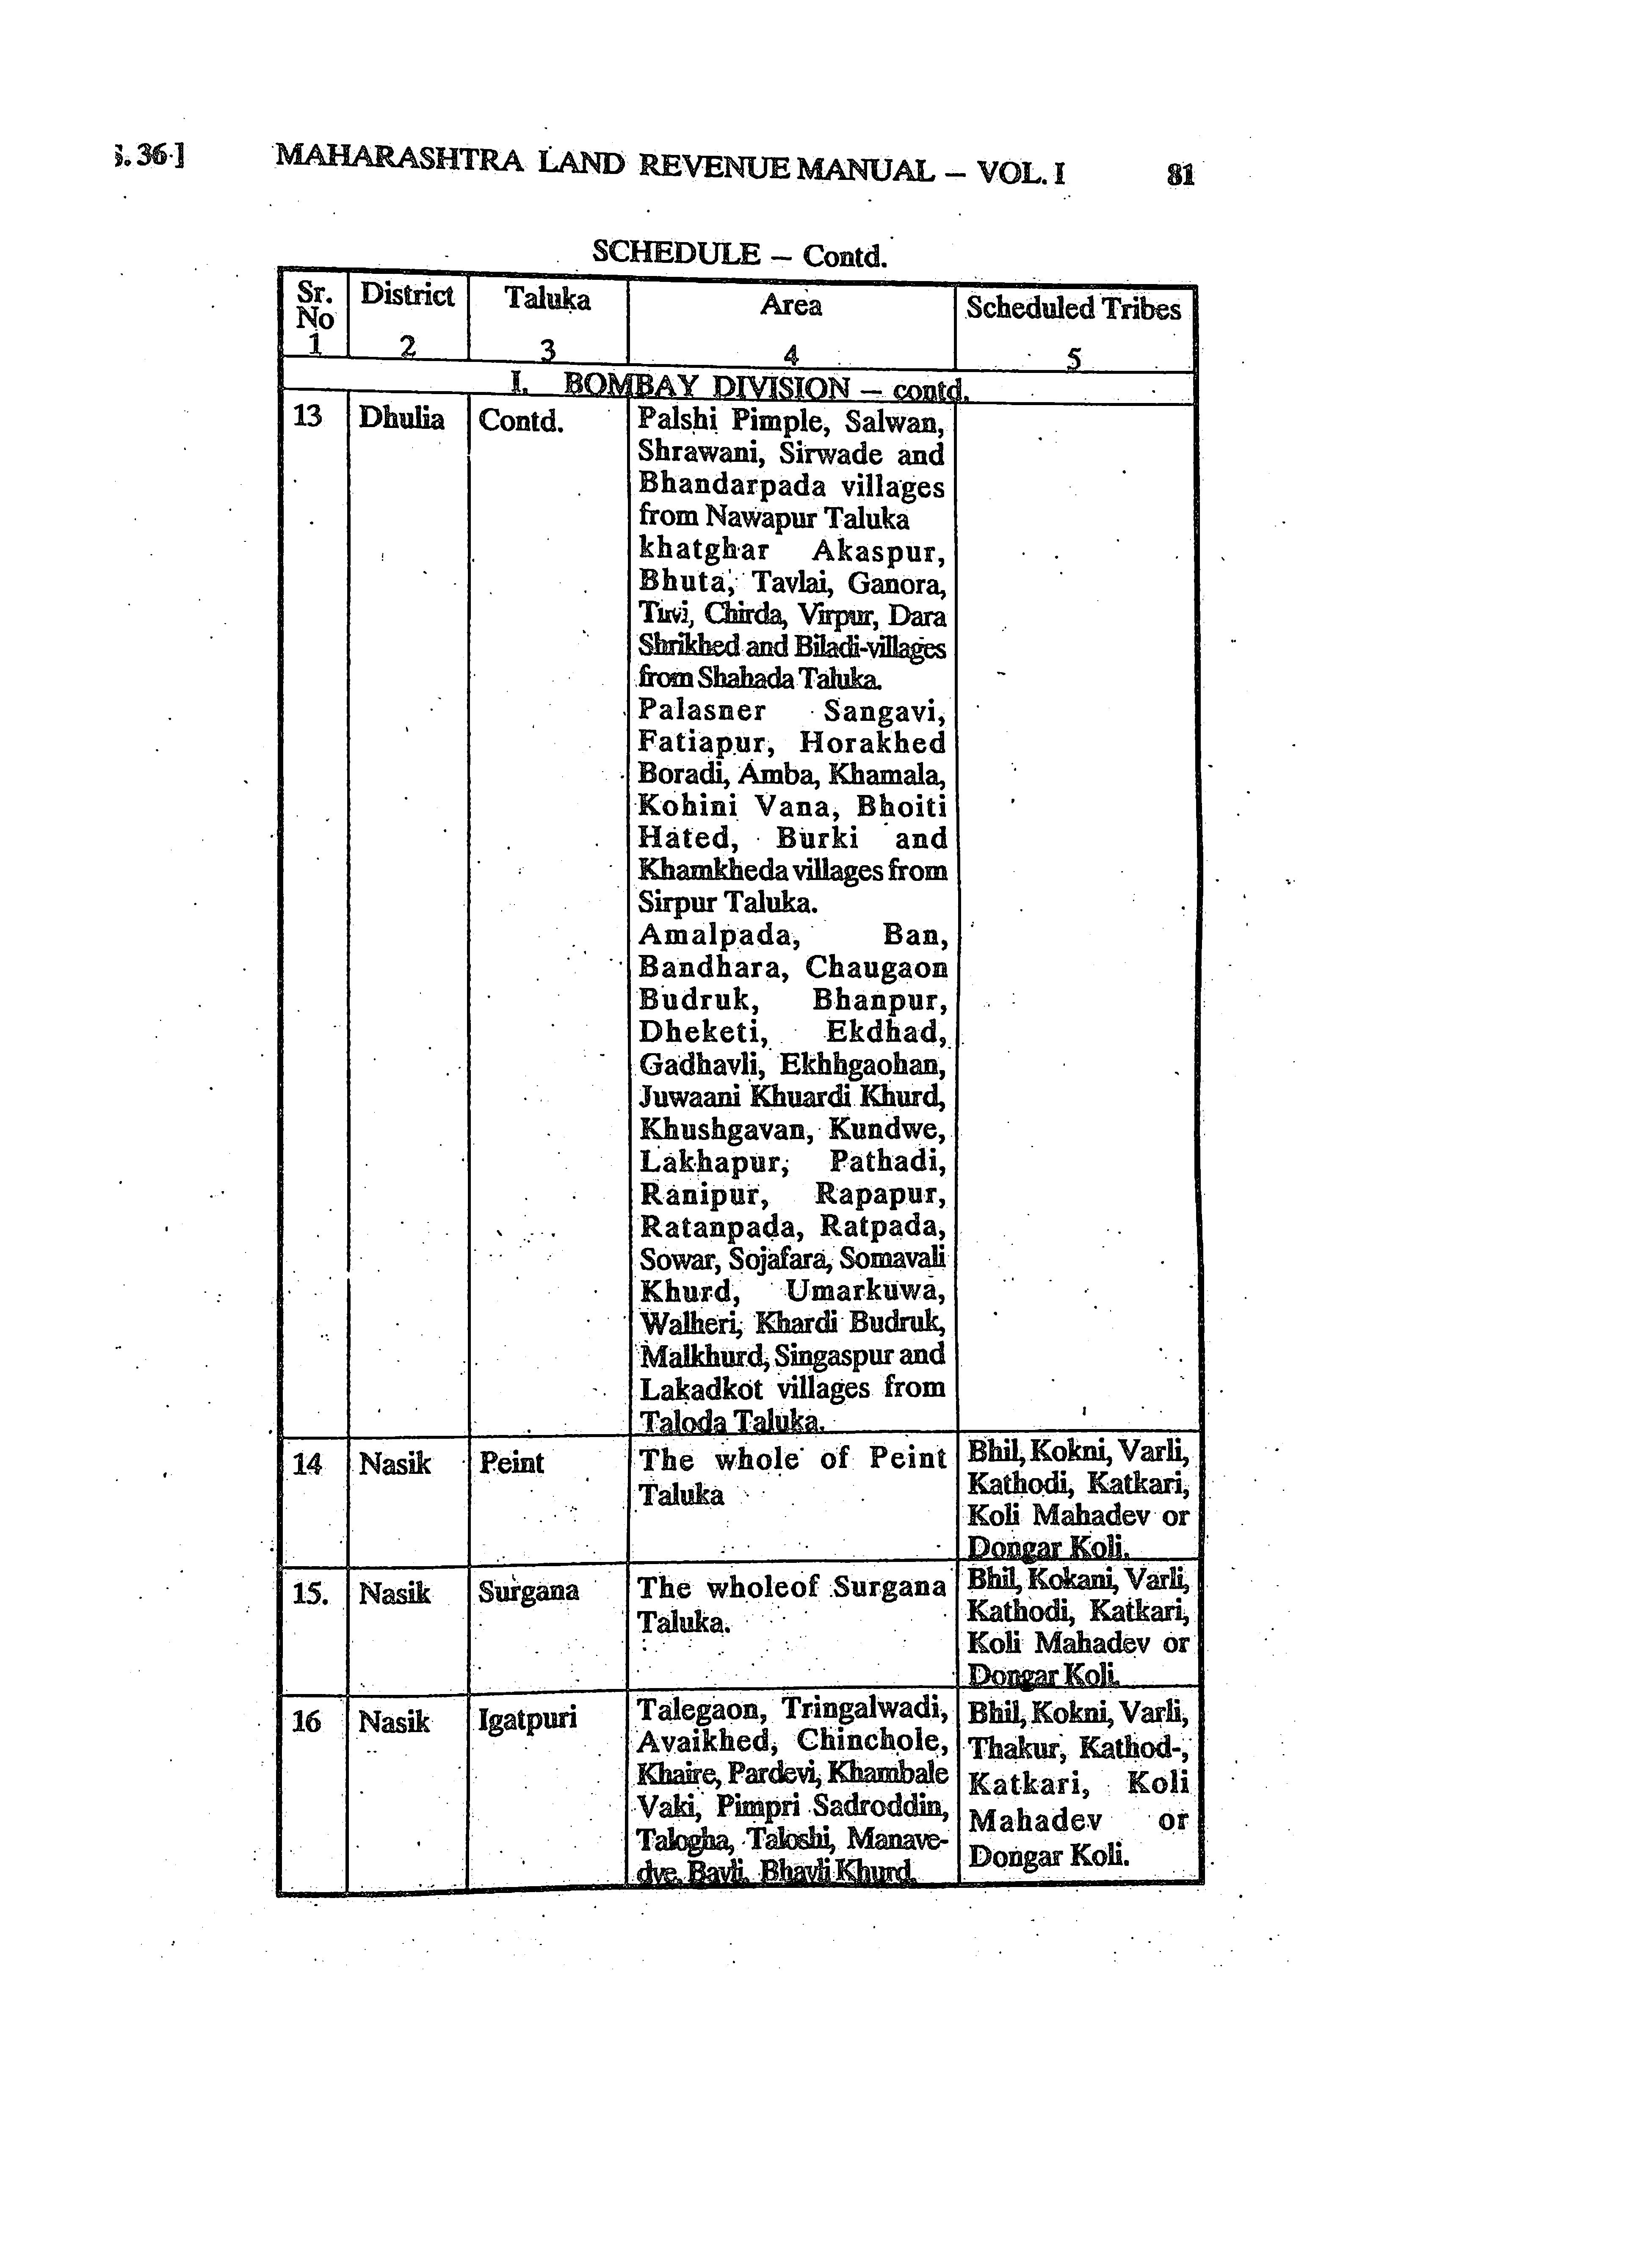 S. 36 ] MAHARASHTRA LAND REVENUE MANUAL – VOL. I 81
SCHEDULE – Contd.
Sr. No District Taluka Area Scheduled Tribes
1 2 3 4 5
I. BOMBAY DIVISION – contd.
13 Dhulia Contd. Palshi Pimple, Salwan,
Shrawani, Sirwade and
Bhandarpada villages
from Nawapur Taluka
khatghar Akaspur,
Bhuta, Tavlai, Ganora,
Tuvi, Chirda, Virpur, Dara
Shrikhed and Biladi-villages
from Shahada Taluka.
Palasner Sangavi,
Fatiapur, Horakhed
Boradi, Amba, Khamala,
Kohini Vana, Bhoiti
Hated, Burki and
Khamkheda villages from
Sirpur Taluka.
Amalpada, Ban,
Bandhara, Chaugaon
Budruk, Bhanpur,
Dheketi, Ekdhad,
Gadhavli, Ekhhgaohan,
Juwaani Khuardi Khurd,
Khushgavan, Kundwe,
Lakhapur, Pathadi,
Ranipur, Rapapur,
Ratanpada, Ratpada,
Sowar, Sojafara, Somavali
Khurd, Umarkuwa,
Walheri, Khardi Budruk,
Malkhurd, Singaspur and
Lakadkot villages from
Taloda Taluka.
14 Nasik Peint The whole of Peint Bhil, Kokni, Varli,
Taluka Kathodi, Katkari,
Koli Mahadev or
Dongar Koli.
15. Nasik Surgana The wholeof Surgana Bhil, Kokani, Varli,
Taluka. Kathodi, Katkari,
Koli Mahadev or
Dongar Koli.
16 Nasik Igatpuri Talegaon, Tringalwadi, Bhil, Kokni, Varli,
Avaikhed, Chinchole, Thakur, Kathod-,
Khaire, Pardevi, Khambale Katkari, Koli
Vaki, Pimpri Sadroddin, Mahadev or
Talogha, Taloshi, Manave- Dongar Koli.
dve, Bavli, Bhavli Khurd,